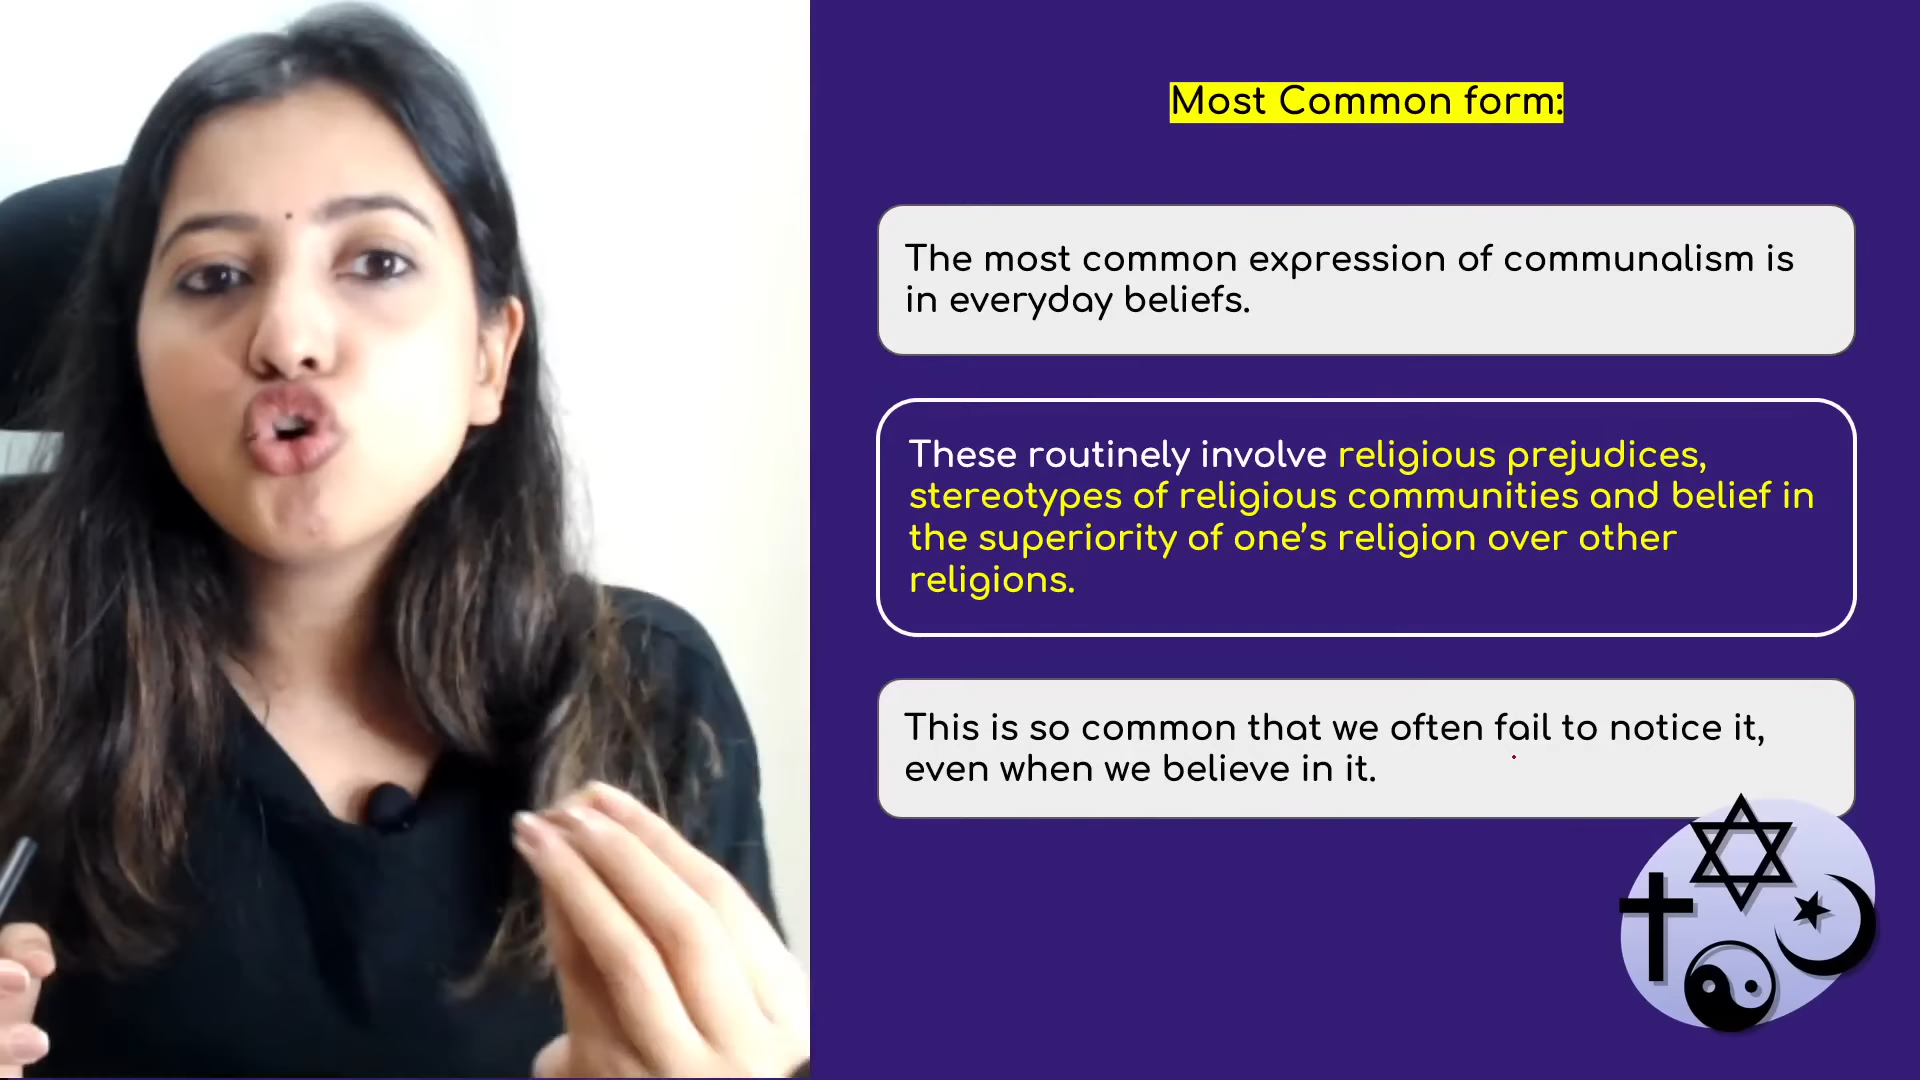 Most Common form:
The most common expression of communalism is
in everyday beliefs.
These routinely involve religious prejudices,
stereotypes of religious communities and belief in
the superiority of one’s religion over other
religions.
This is so common that we often fail to notice it,
even when we believe in it.